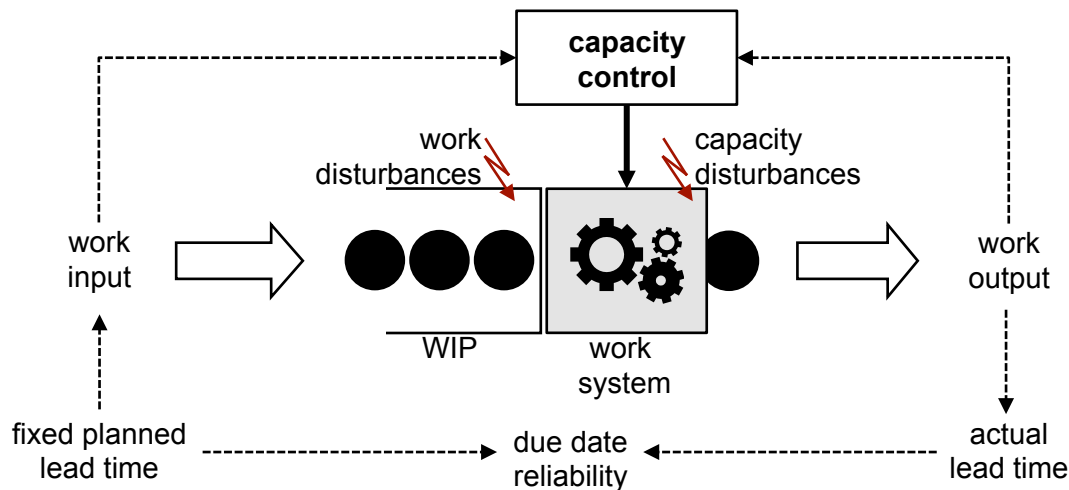 capacity
control
work
disturbances
capacity
disturbances
work
input
work
output
WIP
work
system
fixed planned
lead time
due date
reliability
actual
lead time